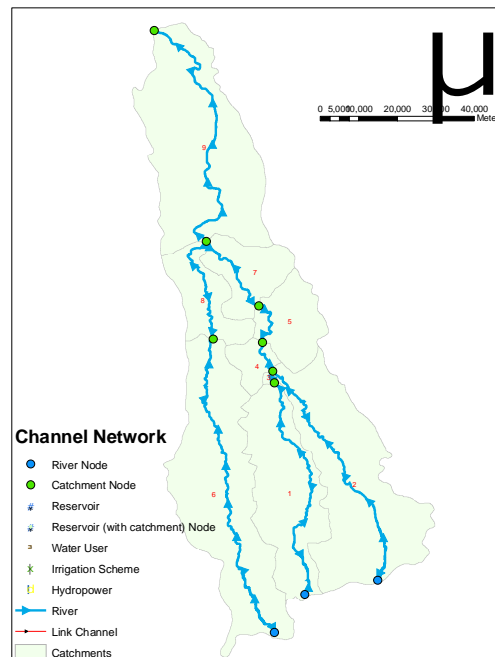 µ
0 5,00010,000 20,000 30,000 40,000
Mete
9
7
8
5
4
6
1
2
Channel Network
River Node
Catchment Node
Reservoir
Reservoir (with catchment) Node
Water User
Irrigation Scheme
Hydropower
River
Link Channel
Catchments